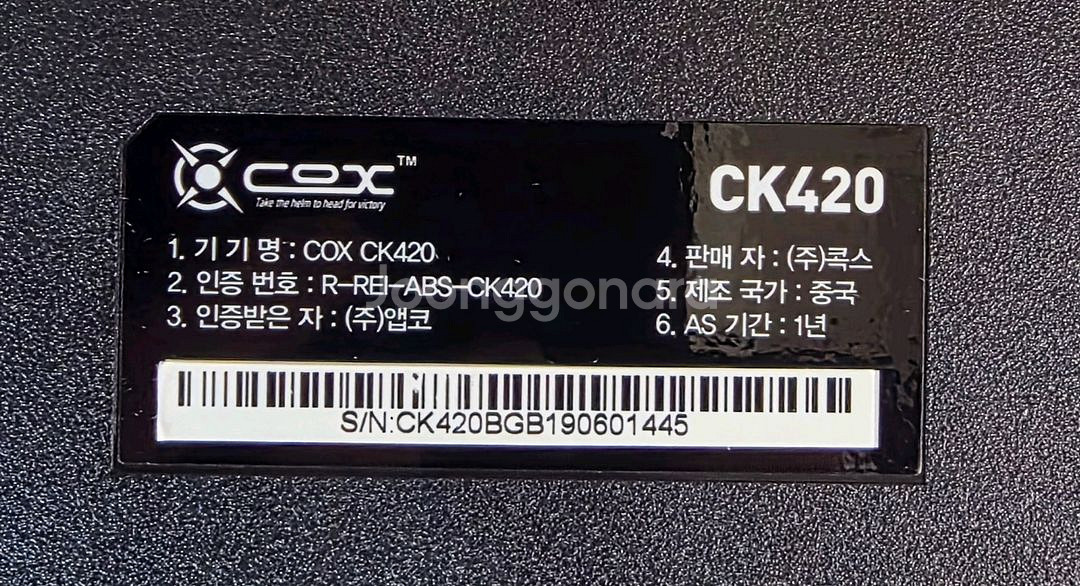 COX™
Take the helm to head for victory
CK420
1. 기 기 명 : COX CK420
2. 인증 번호 : R-REI-ABS-CK420
3. 인증받은 자 : (주)앱코
4. 판매 자 : (주)콕스
5. 제조 국가 : 중국
6. AS 기간 : 1년
S/N:CK420BGB190601445
Joonggonara